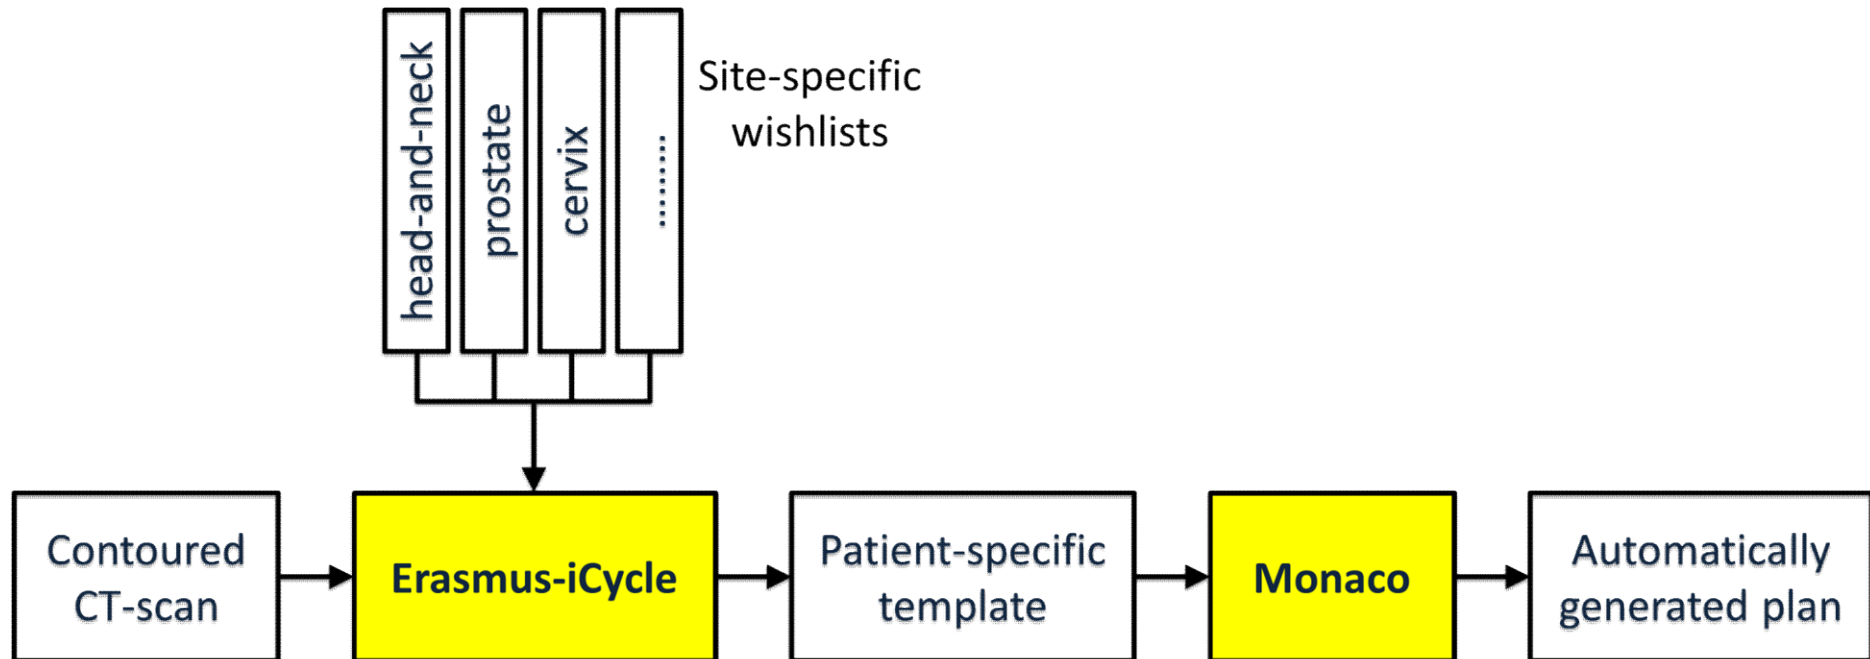 head-and-neck
prostate
cervix
.........
Site-specific
wishlists
Contoured
CT-scan
Erasmus-iCycle
Patient-specific
template
Monaco
Automatically
generated plan